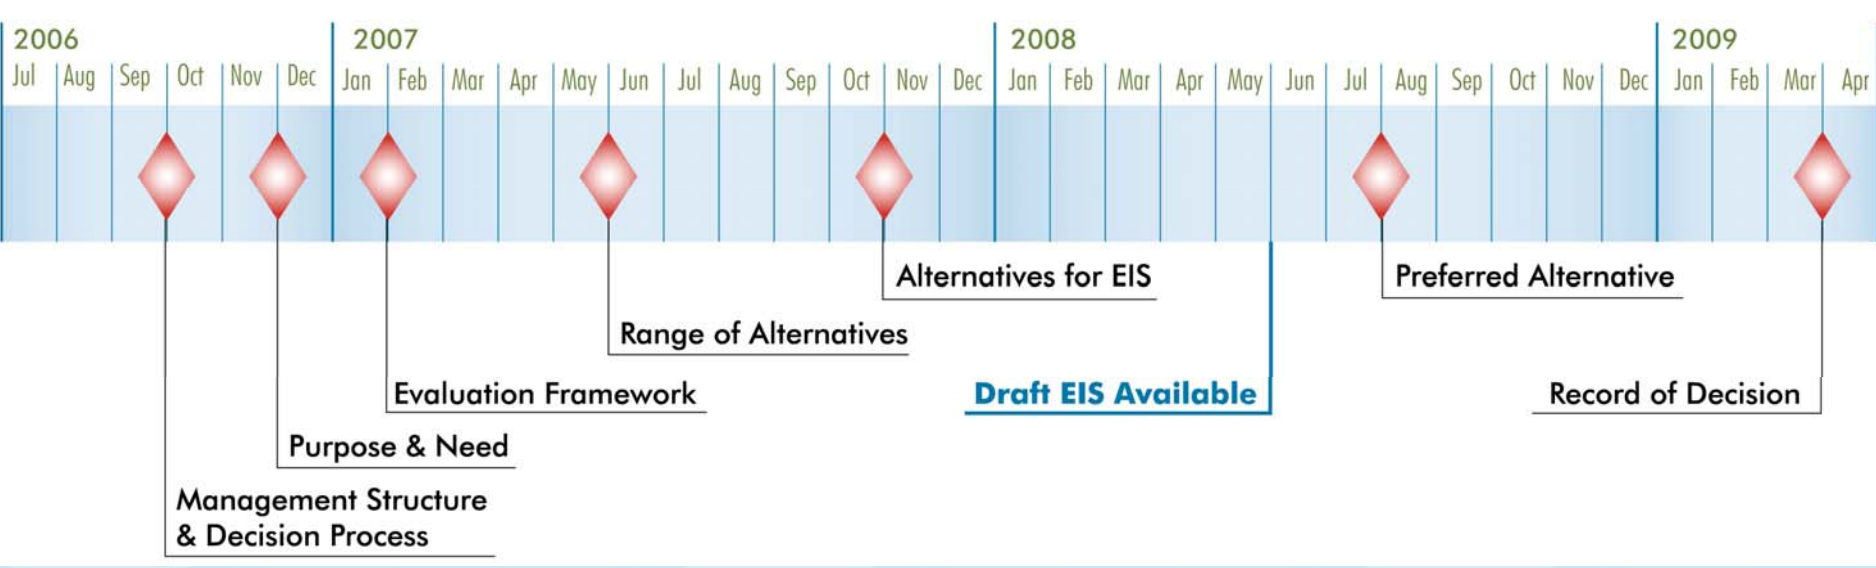 2006 2007 2008 2009
Jul Aug Sep Oct Nov Dec Jan Feb Mar Apr May Jun Jul Aug Sep Oct Nov Dec Jan Feb Mar Apr May Jun Jul Aug Sep Oct Nov Dec Jan Feb Mar Apr
Alternatives for EIS
Preferred Alternative
Range of Alternatives
Evaluation Framework
Draft EIS Available
Record of Decision
Purpose & Need
Management Structure
& Decision Process